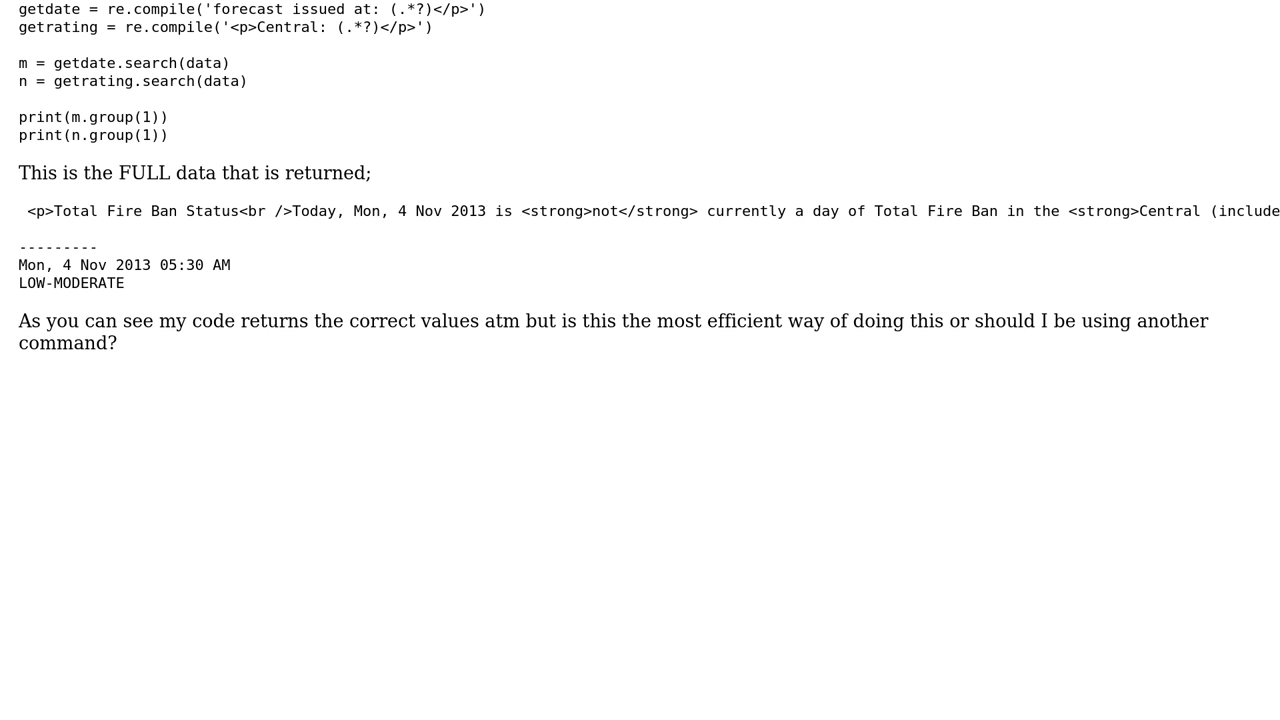 getdate = re.compile('forecast issued at: (.*?)</p>')
getrating = re.compile('<p>Central: (.*?)</p>')
m = getdate.search(data)
n = getrating.search(data)
print(m.group(1))
print(n.group(1))
This is the FULL data that is returned;
<p>Total Fire Ban Status<br />Today, Mon, 4 Nov 2013 is <strong>not</strong> currently a day of Total Fire Ban in the <strong>Central (include
---------
Mon, 4 Nov 2013 05:30 AM
LOW-MODERATE
As you can see my code returns the correct values atm but is this the most efficient way of doing this or should I be using another
command?